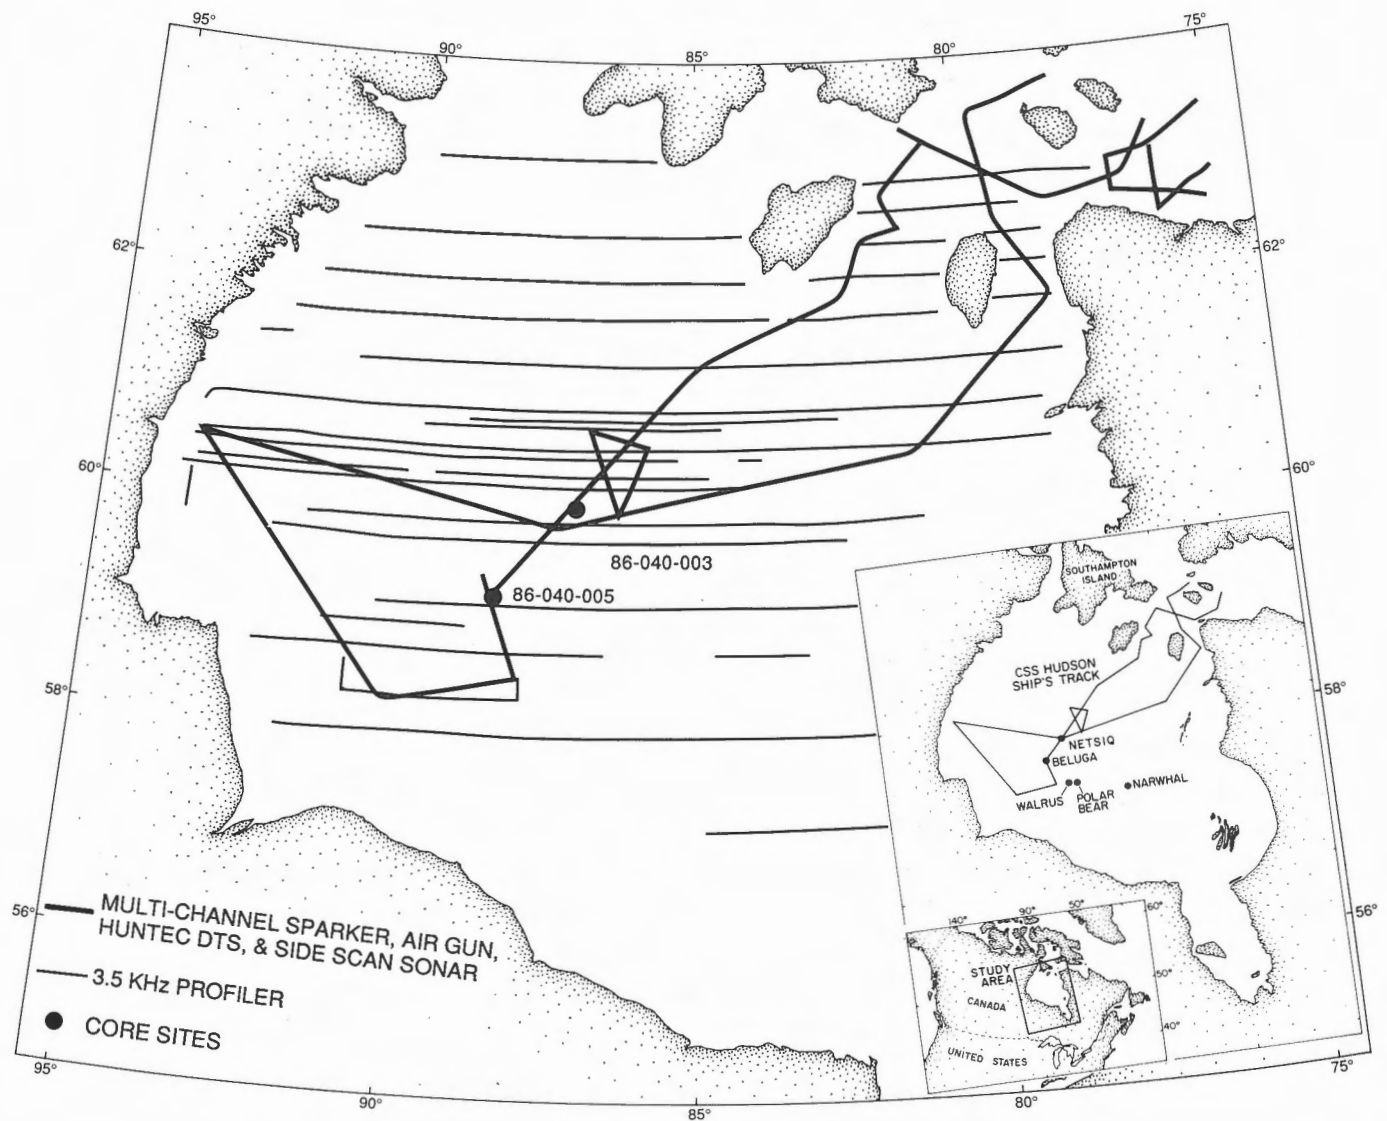 95°
90°
85°
80°
75°
62°
62°
60°
60°
86-040-003
86-040-005
58°
58°
56°
56°
MULTI-CHANNEL SPARKER, AIR GUN,
HUNTEC DTS, & SIDE SCAN SONAR
3.5 KHz PROFILER
CORE SITES
95°
90°
85°
80°
75°
SOUTHAMPTON
ISLAND
CSS HUDSON
SHIP'S TRACK
NETSIQ
BELUGA
WALRUS
POLAR
BEAR
NARWHAL
140°
90°
50°
60°
50°
40°
STUDY
AREA
CANADA
UNITED STATES